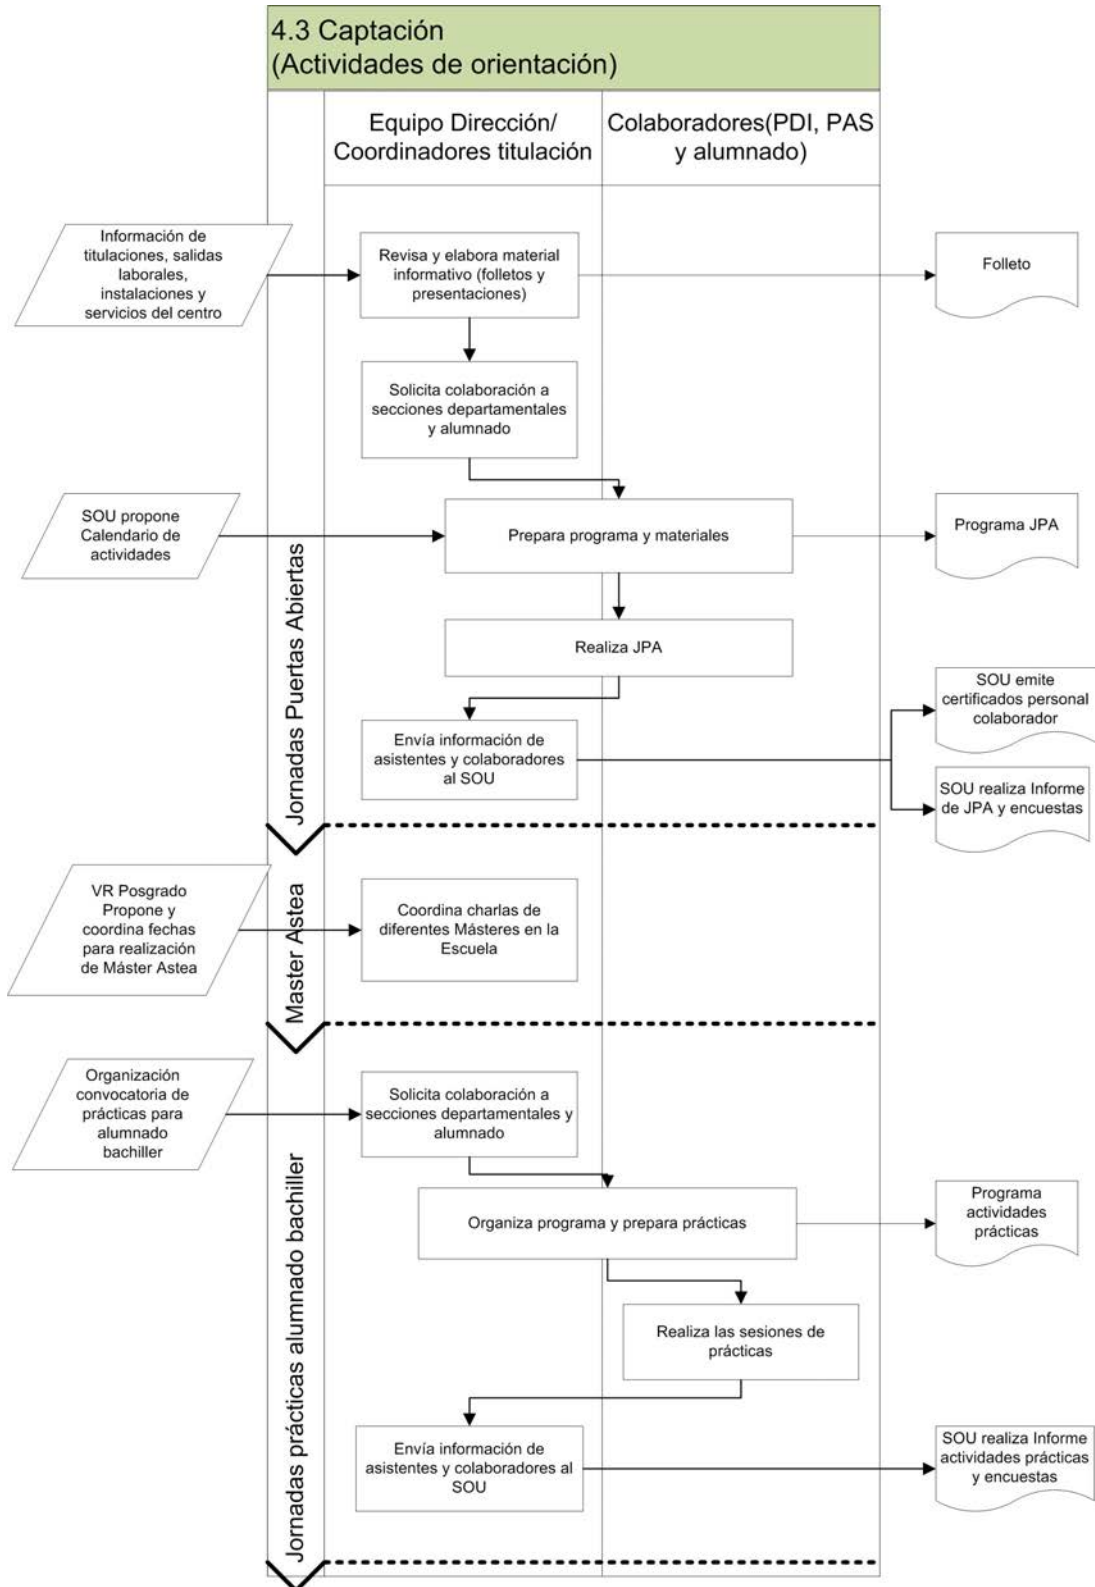 4.3 Captación
(Actividades de orientación)
Equipo Dirección/
Coordinadores titulación
Colaboradores(PDI, PAS
y alumnado)
Jornadas Puertas Abiertas
Información de
titulaciones, salidas
laborales,
instalaciones y
servicios del centro
Revisa y elabora material
informativo (folletos y
presentaciones)
Folleto
Solicita colaboración a
secciones departamentales
y alumnado
SOU propone
Calendario de
actividades
Prepara programa y materiales
Programa JPA
Realiza JPA
Envía información de
asistentes y colaboradores
al SOU
SOU emite
certificados personal
colaborador
SOU realiza Informe
de JPA y encuestas
Master Astea
VR Posgrado
Propone y
coordina fechas
para realización
de Máster Astea
Coordina charlas de
diferentes Másteres en la
Escuela
Jornadas prácticas alumnado bachiller
Organización
convocatoria de
prácticas para
alumnado
bachiller
Solicita colaboración a
secciones departamentales y
alumnado
Organiza programa y prepara prácticas
Programa
actividades
prácticas
Realiza las sesiones de
prácticas
Envía información de
asistentes y colaboradores al
SOU
SOU realiza Informe
actividades prácticas
y encuestas